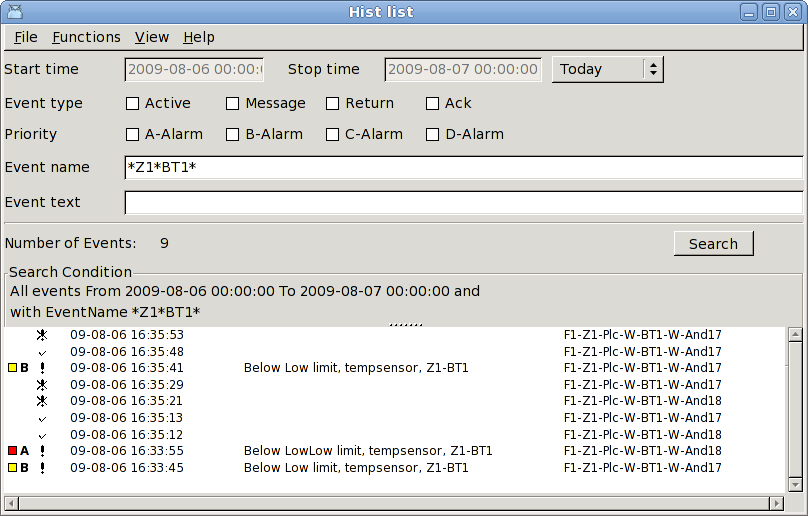 Hist list
File Functions View Help
Start time 2009-08-06 00:00:( Stop time 2009-08-07 00:00:00 Today
Event type Active Message Return Ack
Priority A-Alarm B-Alarm C-Alarm D-Alarm
Event name *Z1*BT1*
Event text
Number of Events: 9 Search
Search Condition
All events From 2009-08-06 00:00:00 To 2009-08-07 00:00:00 and
with EventName *Z1*BT1*
09-08-06 16:35:53 F1-Z1-Plc-W-BT1-W-And17
09-08-06 16:35:48 F1-Z1-Plc-W-BT1-W-And17
B ! 09-08-06 16:35:41 Below Low limit, tempsensor, Z1-BT1 F1-Z1-Plc-W-BT1-W-And17
09-08-06 16:35:29 F1-Z1-Plc-W-BT1-W-And17
09-08-06 16:35:21 F1-Z1-Plc-W-BT1-W-And18
09-08-06 16:35:13 F1-Z1-Plc-W-BT1-W-And17
09-08-06 16:35:12 F1-Z1-Plc-W-BT1-W-And18
A ! 09-08-06 16:33:55 Below LowLow limit, tempsensor, Z1-BT1 F1-Z1-Plc-W-BT1-W-And18
B ! 09-08-06 16:33:45 Below Low limit, tempsensor, Z1-BT1 F1-Z1-Plc-W-BT1-W-And17